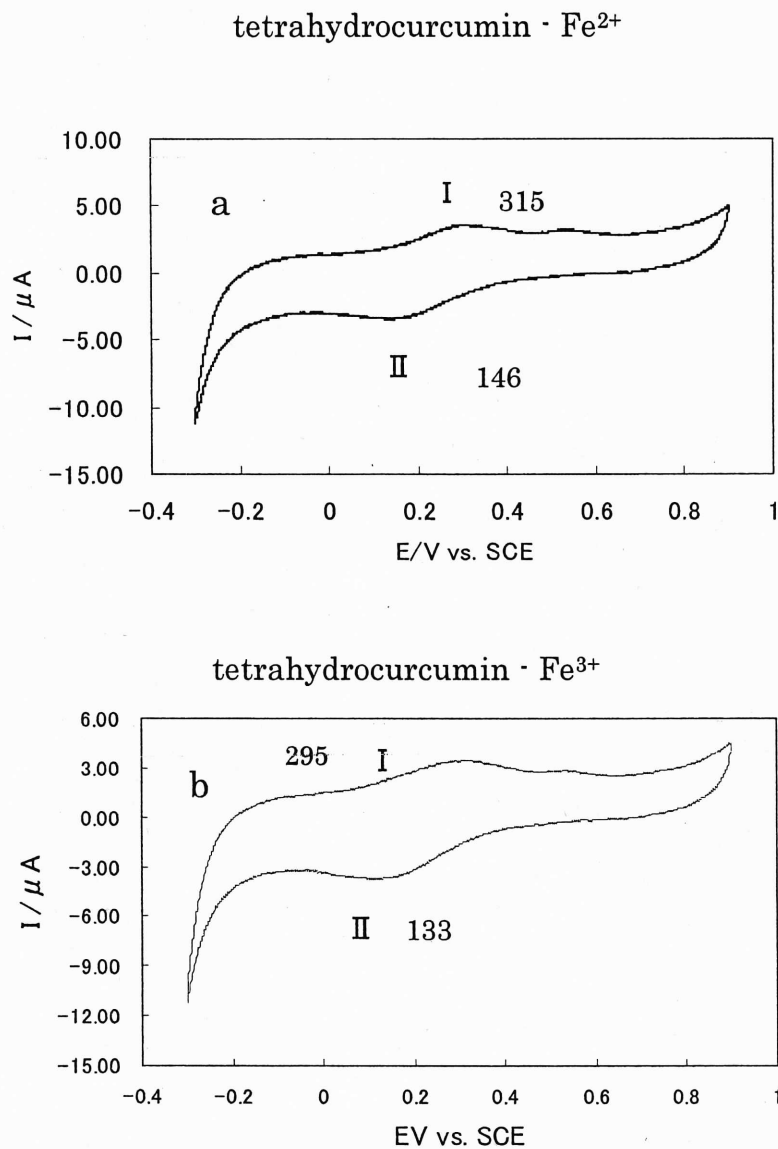 tetrahydrocurcumin - Fe²⁺
10.00
5.00
0.00
-5.00
-10.00
-15.00
I / μ A
a
I
315
II
146
-0.4 -0.2 0 0.2 0.4 0.6 0.8 1
E/V vs. SCE
tetrahydrocurcumin - Fe³⁺
6.00
3.00
0.00
-3.00
-6.00
-9.00
-12.00
-15.00
I / μ A
b
295
I
II
133
-0.4 -0.2 0 0.2 0.4 0.6 0.8 1
EV vs. SCE